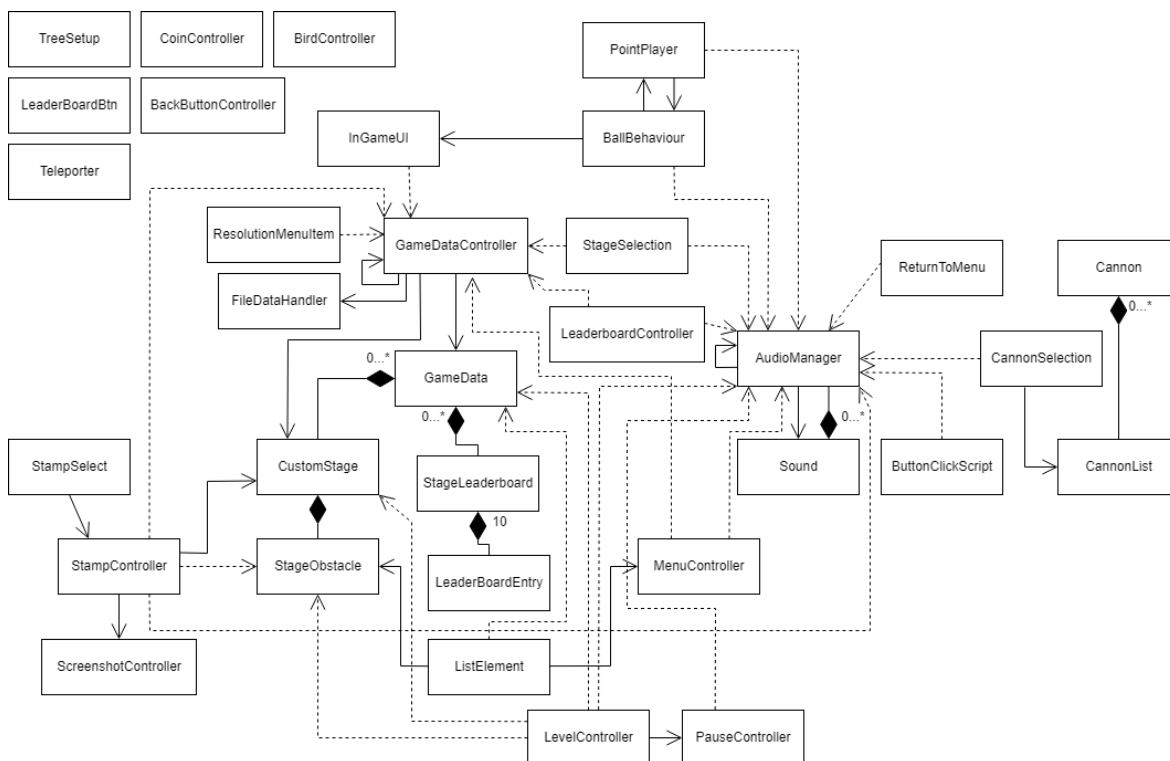 TreeSetup
CoinController
BirdController
PointPlayer
LeaderBoardBtn
BackButtonController
InGameUI
BallBehaviour
Teleporter
ResolutionMenuItem
GameDataController
StageSelection
ReturnToMenu
Cannon
FileDataHandler
0...*
LeaderboardController
AudioManager
CannonSelection
0...*
GameData
0...*
0...*
StampSelect
CustomStage
StageLeaderboard
Sound
ButtonClickScript
CannonList
10
StampController
StageObstacle
LeaderBoardEntry
MenuController
ScreenshotController
ListElement
LevelController
PauseController